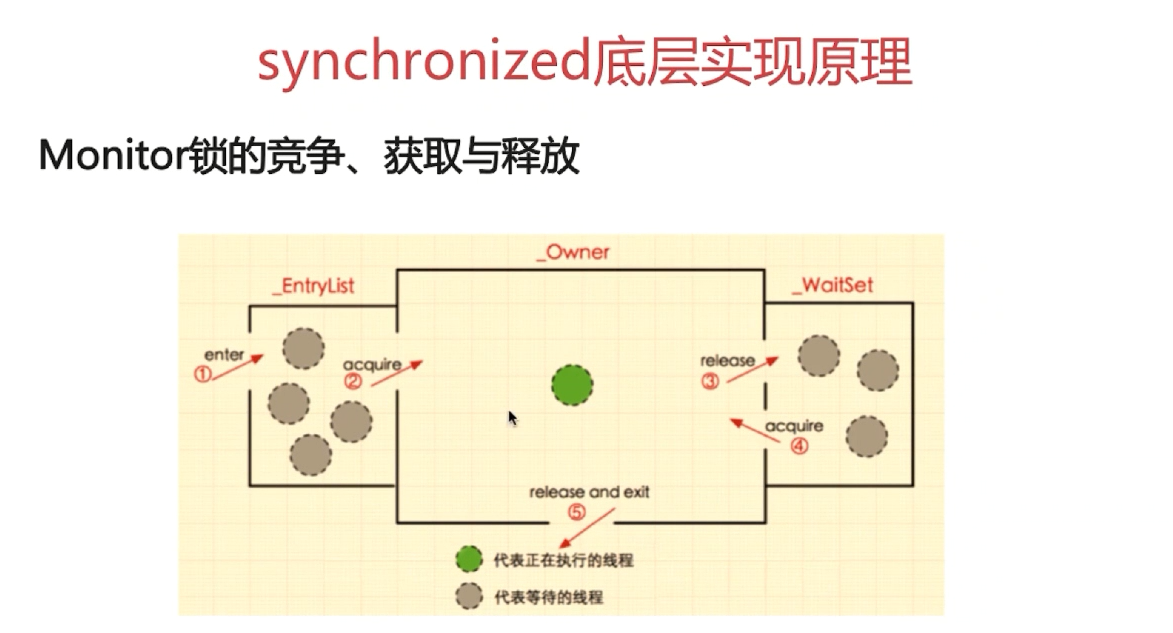 synchronized底层实现原理
Monitor锁的竞争、获取与释放
_Owner
_EntryList
_WaitSet
enter
①
acquire
②
release
③
acquire
④
release and exit
⑤
代表正在执行的线程
代表等待的线程